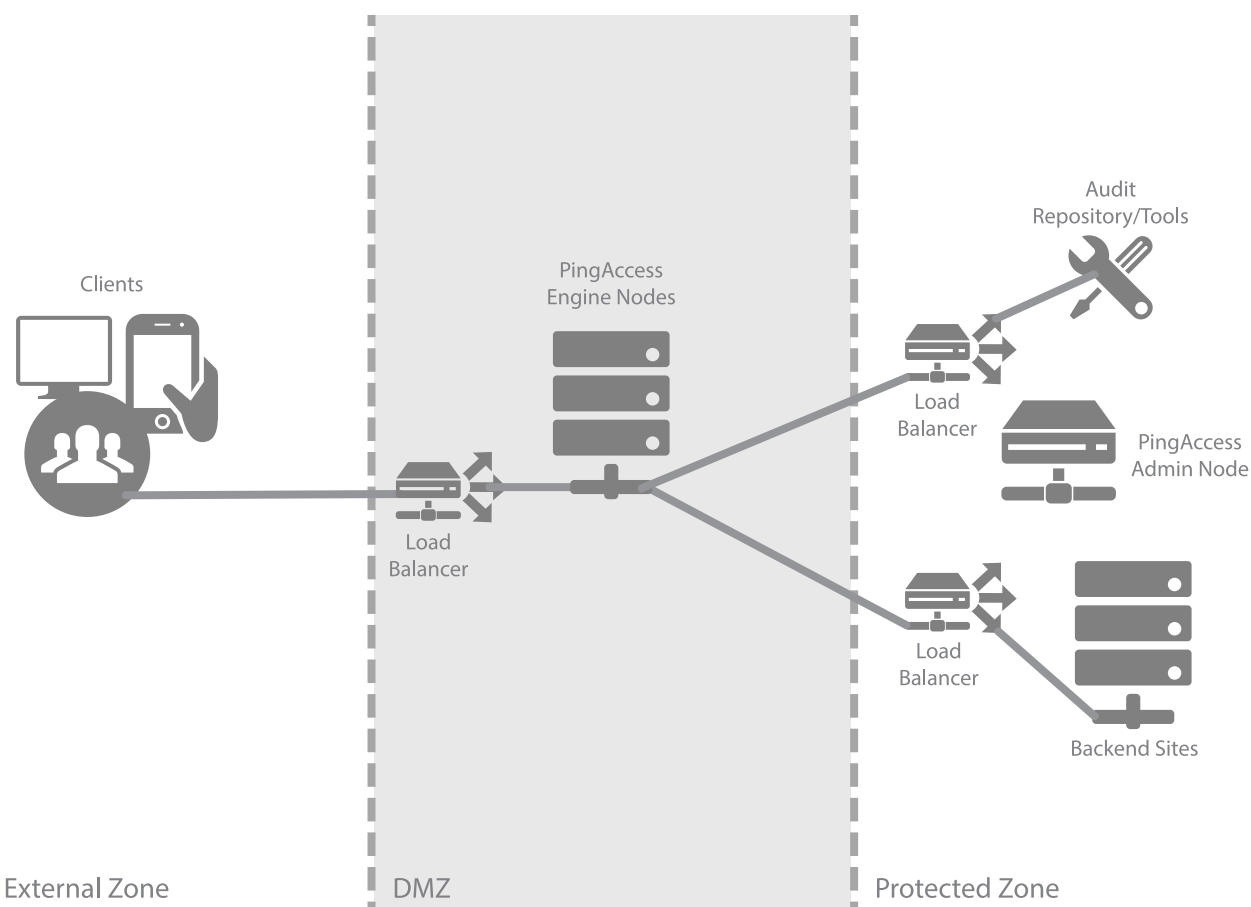 Clients
PingAccess
Engine Nodes
Load
Balancer
Audit
Repository/Tools
Load
Balancer
PingAccess
Admin Node
Load
Balancer
Backend Sites
External Zone
DMZ
Protected Zone